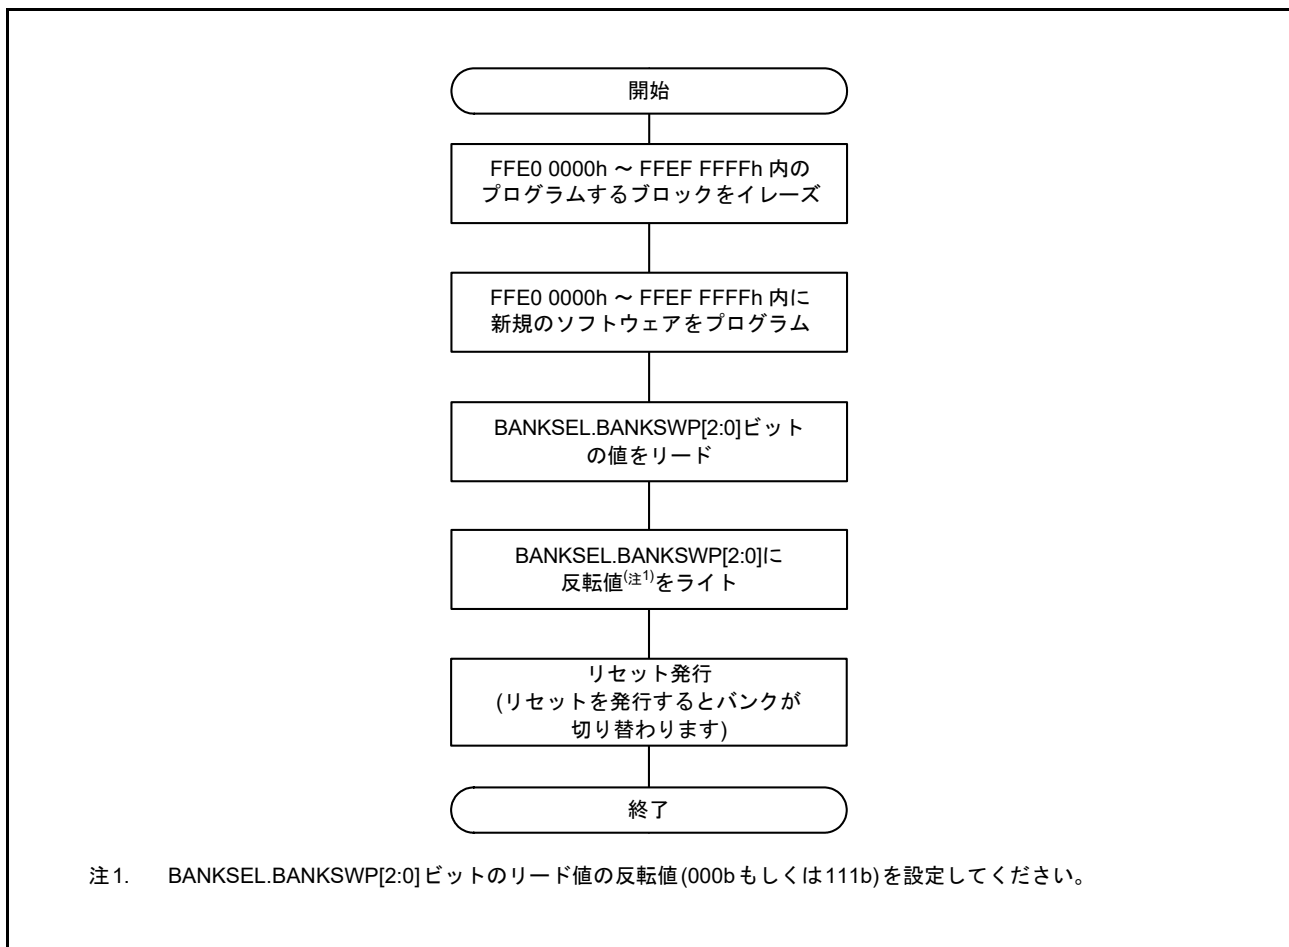 開始
FFE0 0000h ～ FFEF FFFFh 内の
プログラムするブロックをイレーズ
FFE0 0000h ～ FFEF FFFFh 内に
新規のソフトウェアをプログラム
BANKSEL.BANKSWP[2:0]ビット
の値をリード
BANKSEL.BANKSWP[2:0]に
反転値(注1)をライト
リセット発行
(リセットを発行するとバンクが
切り替わります)
終了
注1. BANKSEL.BANKSWP[2:0]ビットのリード値の反転値(000bもしくは111b)を設定してください。